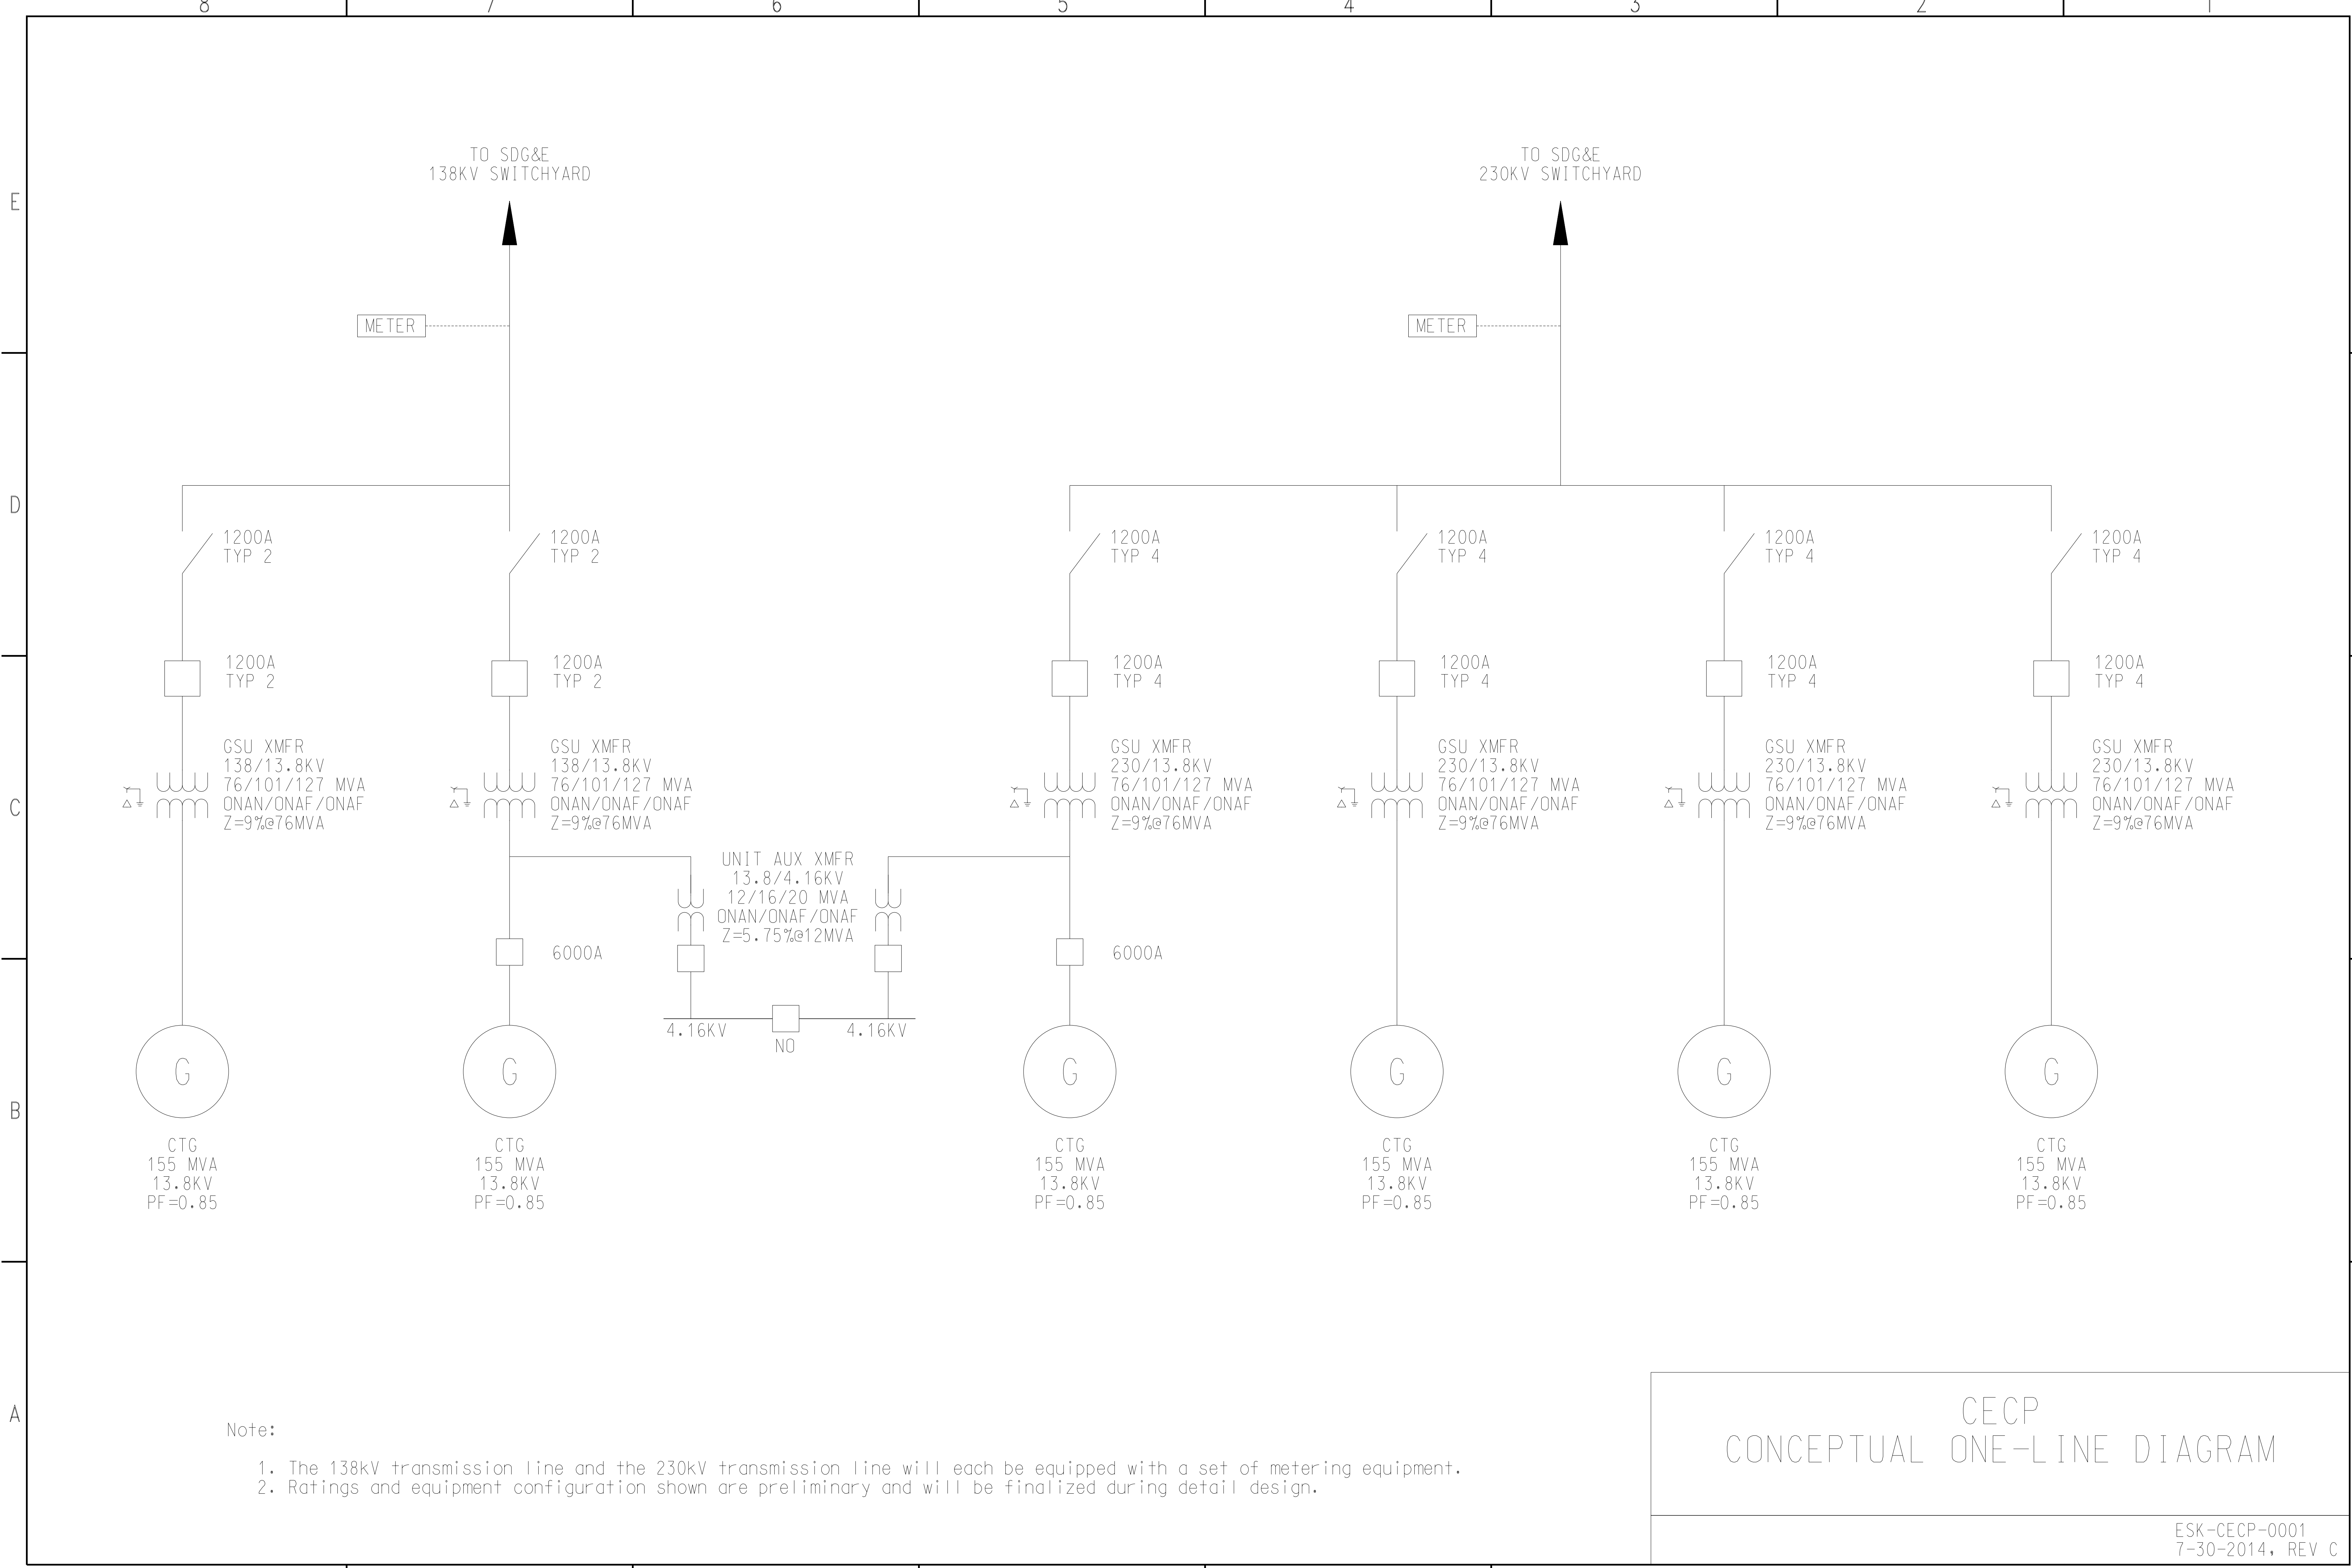 8 7 6 5 4 3 2 1
TO SDG&E
138KV SWITCHYARD
TO SDG&E
230KV SWITCHYARD
E
METER
METER
D
1200A
TYP 2
1200A
TYP 2
1200A
TYP 4
1200A
TYP 4
1200A
TYP 4
1200A
TYP 4
1200A
TYP 2
1200A
TYP 2
1200A
TYP 4
1200A
TYP 4
1200A
TYP 4
1200A
TYP 4
C
GSU XMFR
138/13.8KV
76/101/127 MVA
ONAN/ONAF/ONAF
Z=9%@76MVA
GSU XMFR
138/13.8KV
76/101/127 MVA
ONAN/ONAF/ONAF
Z=9%@76MVA
GSU XMFR
230/13.8KV
76/101/127 MVA
ONAN/ONAF/ONAF
Z=9%@76MVA
GSU XMFR
230/13.8KV
76/101/127 MVA
ONAN/ONAF/ONAF
Z=9%@76MVA
GSU XMFR
230/13.8KV
76/101/127 MVA
ONAN/ONAF/ONAF
Z=9%@76MVA
GSU XMFR
230/13.8KV
76/101/127 MVA
ONAN/ONAF/ONAF
Z=9%@76MVA
UNIT AUX XMFR
13.8/4.16KV
12/16/20 MVA
ONAN/ONAF/ONAF
Z=5.75%@12MVA
6000A
6000A
4.16KV
NO
4.16KV
G
G
G
G
G
G
B
CTG
155 MVA
13.8KV
PF=0.85
CTG
155 MVA
13.8KV
PF=0.85
CTG
155 MVA
13.8KV
PF=0.85
CTG
155 MVA
13.8KV
PF=0.85
CTG
155 MVA
13.8KV
PF=0.85
CTG
155 MVA
13.8KV
PF=0.85
A
Note:
1. The 138kV transmission line and the 230kV transmission line will each be equipped with a set of metering equipment.
2. Ratings and equipment configuration shown are preliminary and will be finalized during detail design.
CECP
CONCEPTUAL ONE-LINE DIAGRAM
ESK-CECP-0001
7-30-2014, REV C